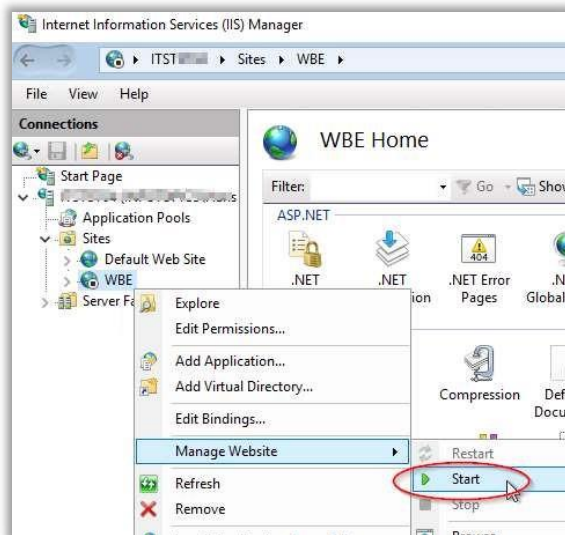 Internet Information Services (IIS) Manager
ITST
Sites
WBE
File View Help
Connections
WBE Home
Start Page
Filter:
Go
Show
Application Pools
ASP.NET
Sites
Default Web Site
WBE
.NET
.NET
.NET Error
Pages
Explore
Edit Permissions...
Add Application...
Add Virtual Directory...
Compression
Edit Bindings...
Manage Website
Restart
Refresh
Start
Remove
Stop